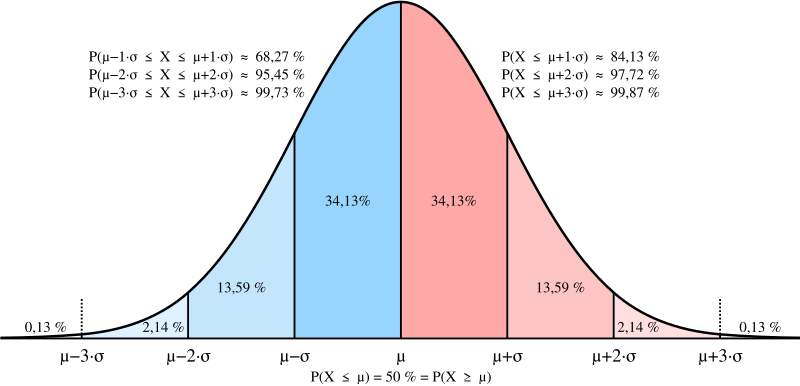 P(μ−1·σ ≤ X ≤ μ+1·σ) ≈ 68,27 %
P(μ−2·σ ≤ X ≤ μ+2·σ) ≈ 95,45 %
P(μ−3·σ ≤ X ≤ μ+3·σ) ≈ 99,73 %
P(X ≤ μ+1·σ) ≈ 84,13 %
P(X ≤ μ+2·σ) ≈ 97,72 %
P(X ≤ μ+3·σ) ≈ 99,87 %
34,13% 34,13%
13,59 % 13,59 %
0,13 % 2,14 % 2,14 % 0,13 %
μ−3·σ μ−2·σ μ−σ μ μ+σ μ+2·σ μ+3·σ
P(X ≤ μ) = 50 % = P(X ≥ μ)